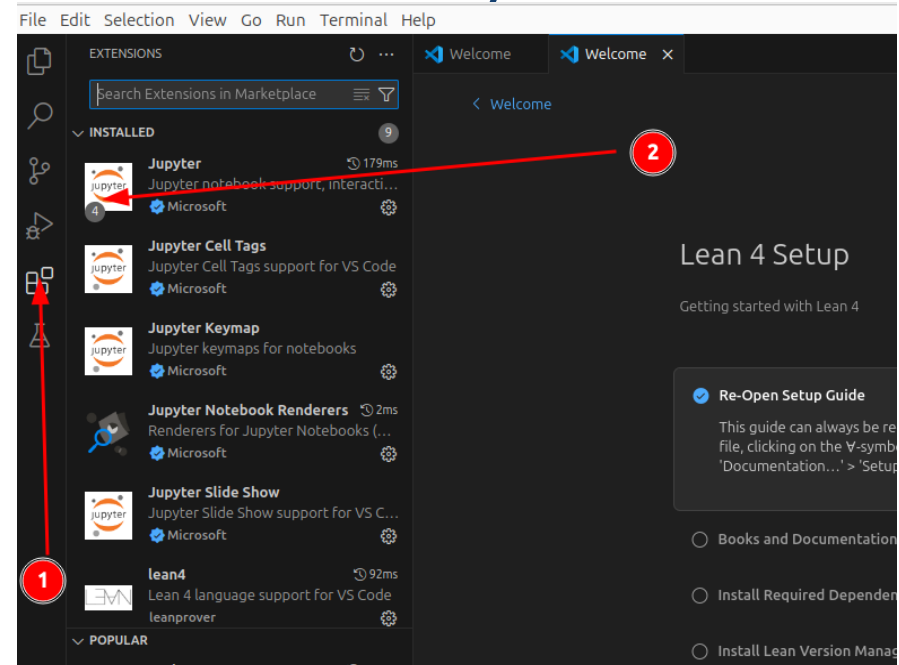 File Edit Selection View Go Run Terminal Help
EXTENSIONS
Search Extensions in Marketplace
INSTALLED 9
Jupyter 179ms
Jupyter notebook support, interacti...
Microsoft
4
Jupyter Cell Tags
Jupyter Cell Tags support for VS Code
Microsoft
Jupyter Keymap
Jupyter keymaps for notebooks
Microsoft
Jupyter Notebook Renderers 2ms
Renderers for Jupyter Notebooks (...
Microsoft
Jupyter Slide Show
Jupyter Slide Show support for VS C...
Microsoft
lean4 92ms
Lean 4 language support for VS Code
leanprover
POPULAR
jupyter
jupyter
jupyter
jupyter
L∃∀N
1
2
Welcome Welcome
Welcome
Lean 4 Setup
Getting started with Lean 4
Re-Open Setup Guide
This guide can always be re
file, clicking on the ∀-symb
'Documentation...' > 'Setup
Books and Documentation
Install Required Dependen
Install Lean Version Manag